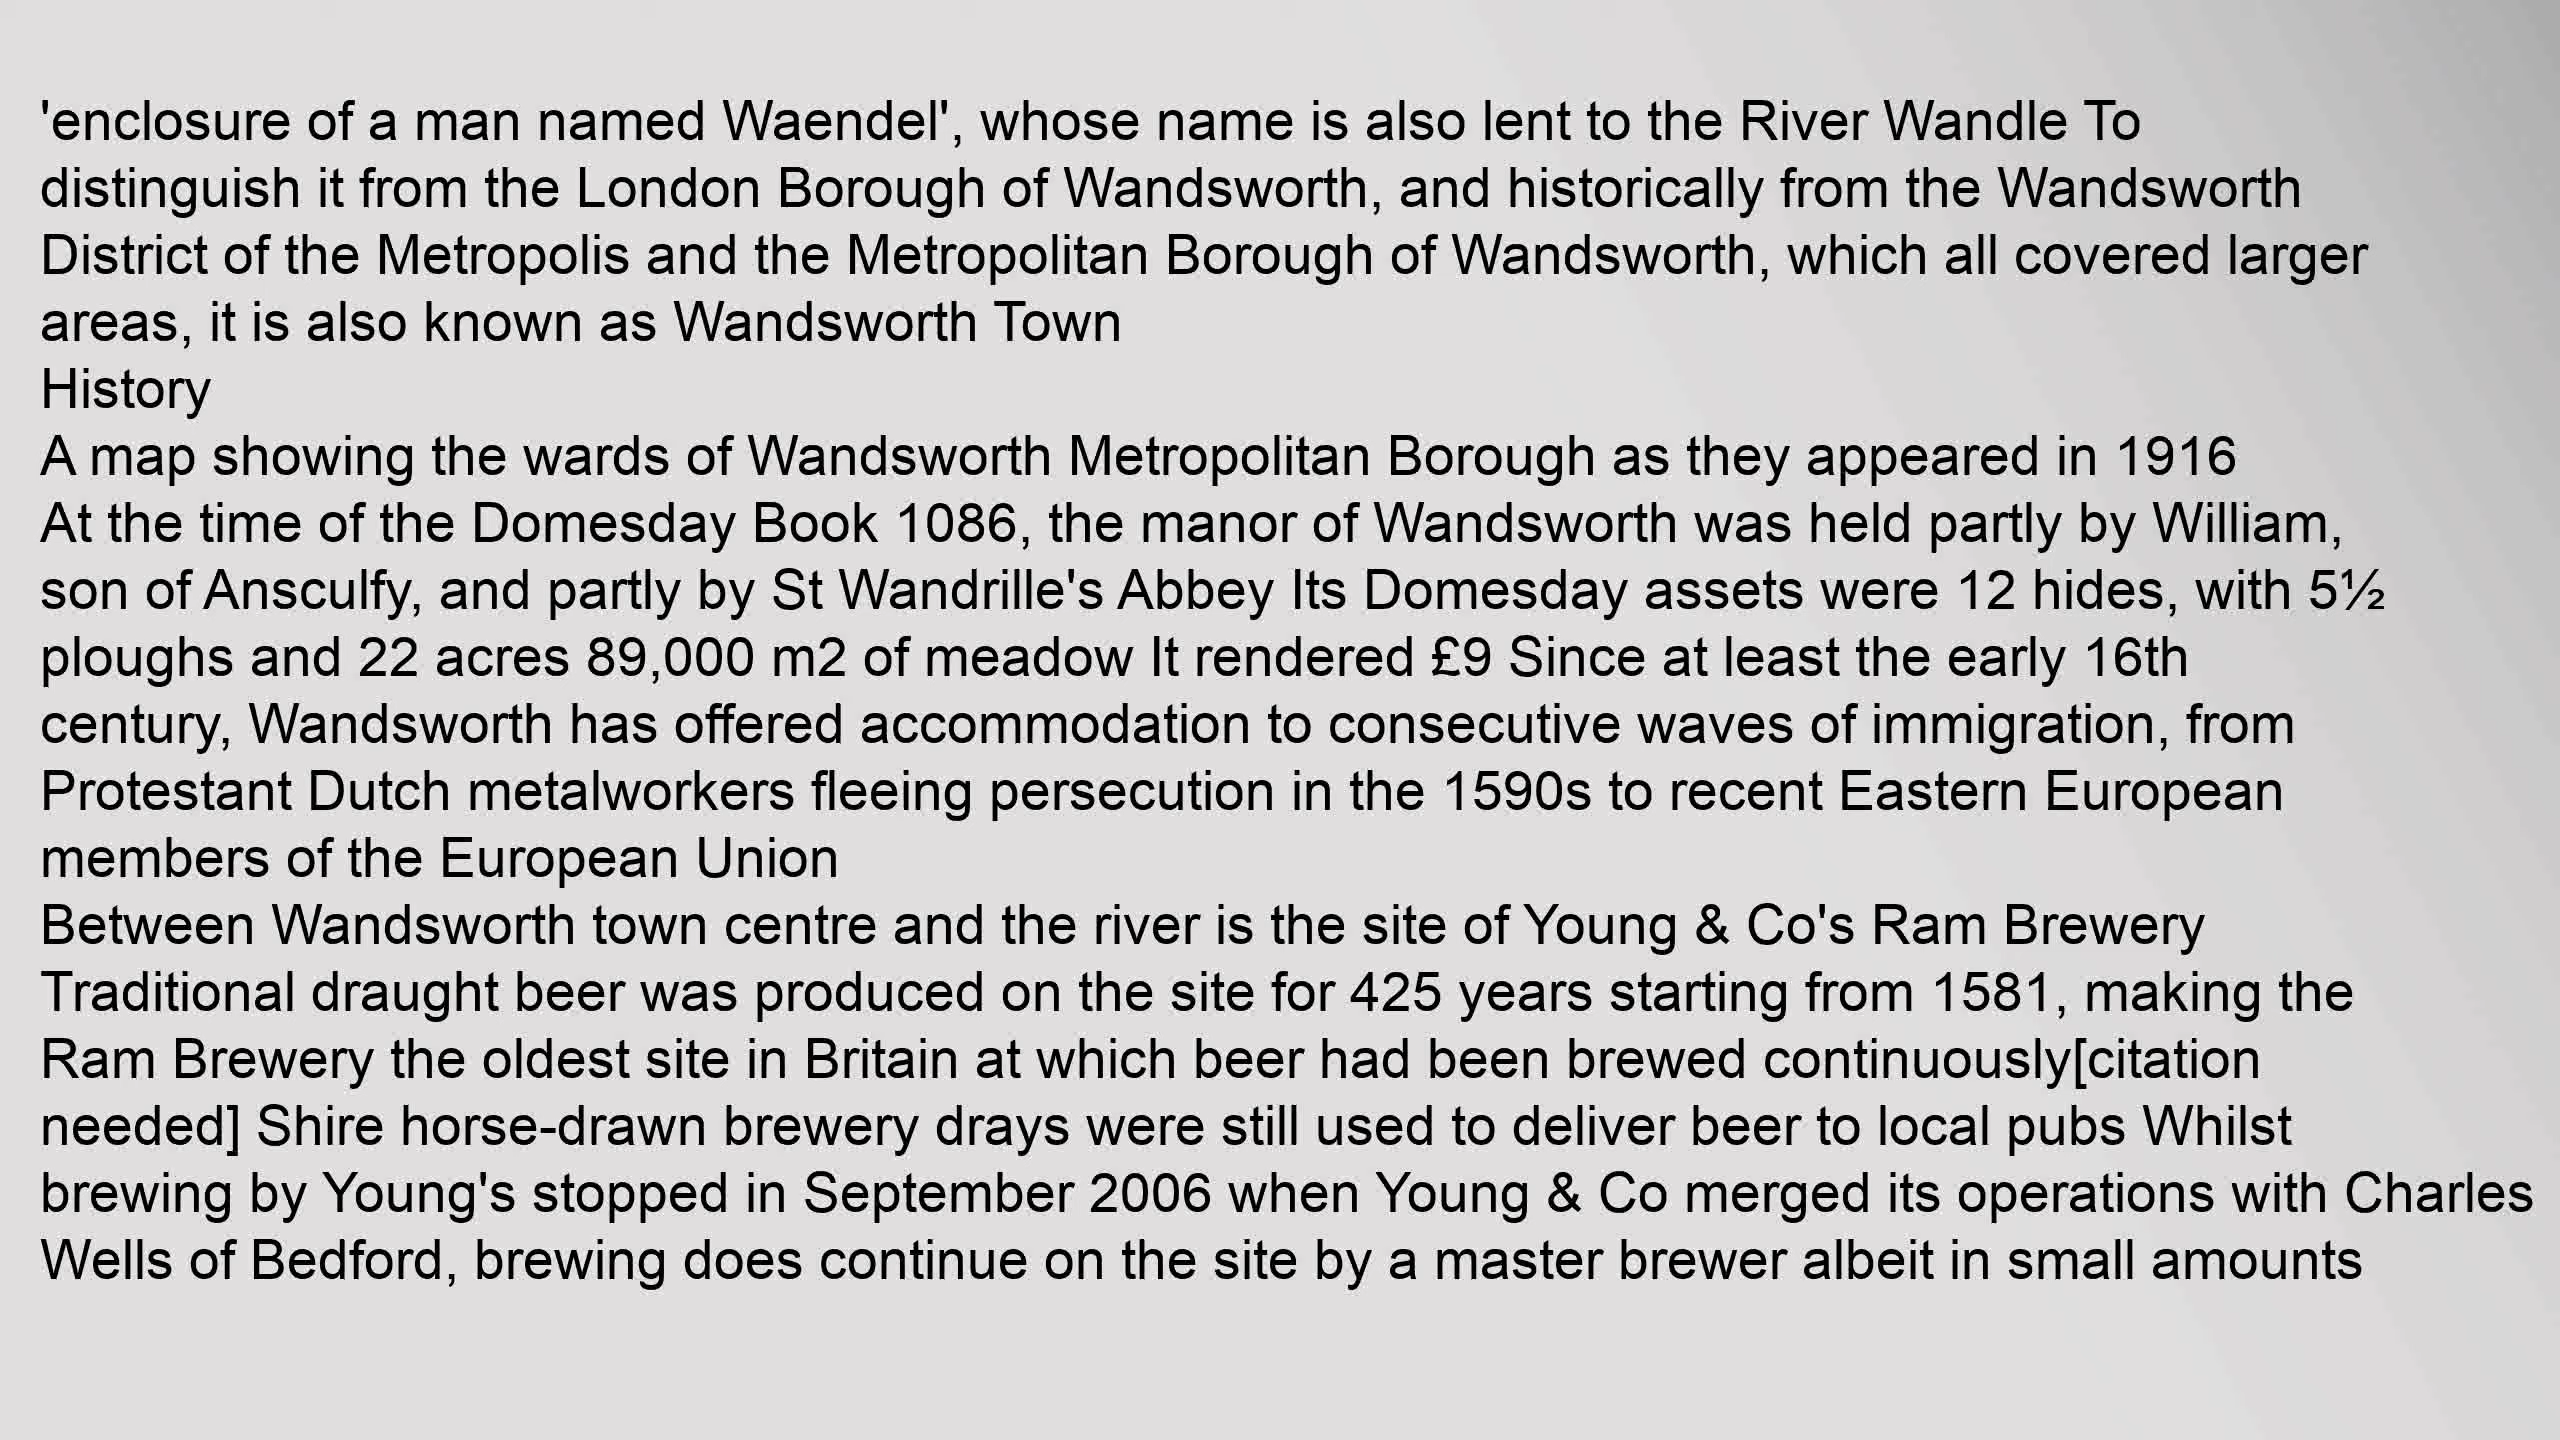 'enclosure of a man named Waendel', whose name is also lent to the River Wandle To
distinguish it from the London Borough of Wandsworth, and historically from the Wandsworth
District of the Metropolis and the Metropolitan Borough of Wandsworth, which all covered larger
areas, it is also known as Wandsworth Town
History
A map showing the wards of Wandsworth Metropolitan Borough as they appeared in 1916
At the time of the Domesday Book 1086, the manor of Wandsworth was held partly by William,
son of Ansculfy, and partly by St Wandrille's Abbey Its Domesday assets were 12 hides, with 5½
ploughs and 22 acres 89,000 m2 of meadow It rendered £9 Since at least the early 16th
century, Wandsworth has offered accommodation to consecutive waves of immigration, from
Protestant Dutch metalworkers fleeing persecution in the 1590s to recent Eastern European
members of the European Union
Between Wandsworth town centre and the river is the site of Young & Co's Ram Brewery
Traditional draught beer was produced on the site for 425 years starting from 1581, making the
Ram Brewery the oldest site in Britain at which beer had been brewed continuously[citation
needed] Shire horse-drawn brewery drays were still used to deliver beer to local pubs Whilst
brewing by Young's stopped in September 2006 when Young & Co merged its operations with Charles
Wells of Bedford, brewing does continue on the site by a master brewer albeit in small amounts